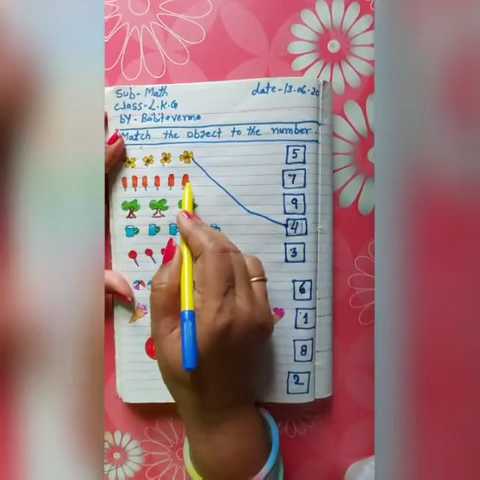 Sub- Math
date-13.06.20
Class-L.K.G
by- Babita verma
Match the object to the number.
5
7
9
4
3
6
1
8
2